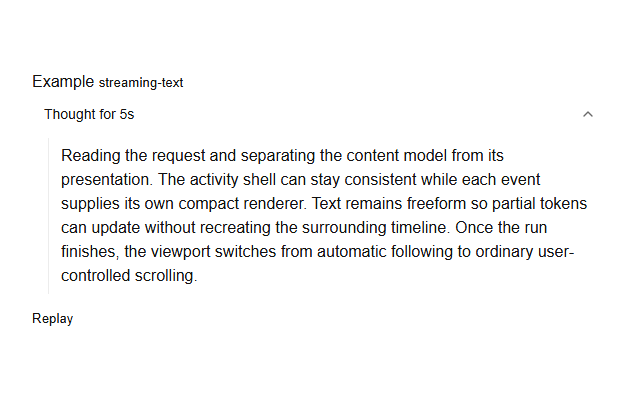 Example streaming-text
Thought for 5s
Reading the request and separating the content model from its
presentation. The activity shell can stay consistent while each event
supplies its own compact renderer. Text remains freeform so partial tokens
can update without recreating the surrounding timeline. Once the run
finishes, the viewport switches from automatic following to ordinary user-
controlled scrolling.
Replay